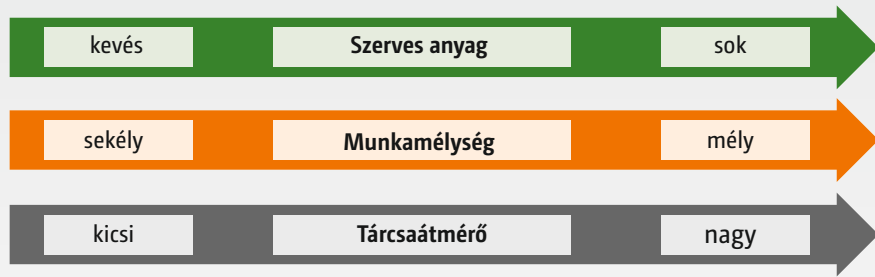 kevés Szerves anyag sok
sekély Munkamélység mély
kicsi Tárcsaátmérő nagy